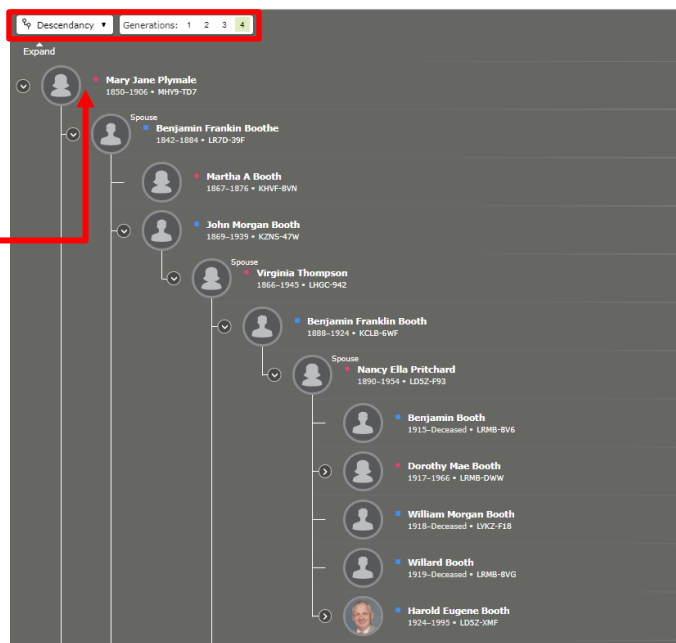 Descendancy ▼ Generations: 1 2 3 4
Expand
Mary Jane Plymale
1850–1906 • MHY9-TD7
Spouse
Benjamin Frankin Boothe
1842–1884 • LR7D-39F
Martha A Booth
1867–1876 • KHVF-8VN
John Morgan Booth
1869–1939 • KZNS-47W
Spouse
Virginia Thompson
1866–1945 • LHGC-942
Benjamin Franklin Booth
1888–1924 • KCLB-6WF
Spouse
Nancy Ella Pritchard
1890–1954 • LD5Z-F93
Benjamin Booth
1915–Deceased • LRMB-8V6
Dorothy Mae Booth
1917–1966 • LRMB-DWW
William Morgan Booth
1918–Deceased • LYKZ-F18
Willard Booth
1919–Deceased • LRMB-8VG
Harold Eugene Booth
1924–1995 • LD5Z-XMF